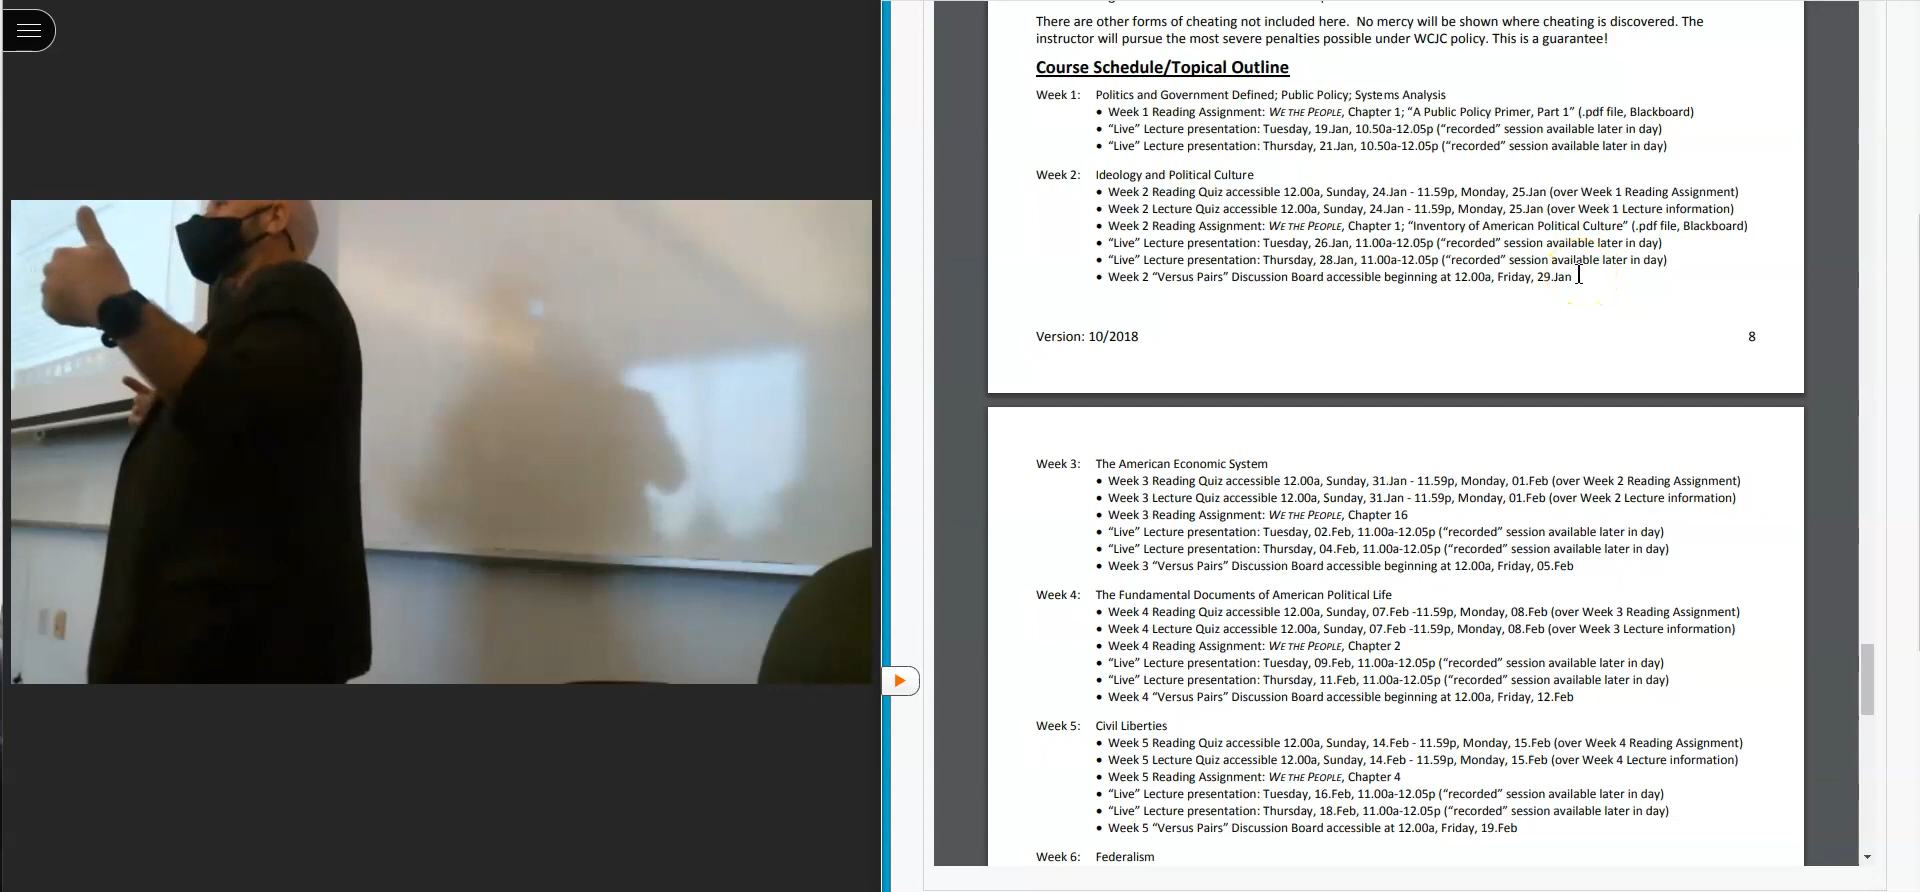 There are other forms of cheating not included here.  No mercy will be shown where cheating is discovered. The
instructor will pursue the most severe penalties possible under WCJC policy. This is a guarantee!
Course Schedule/Topical Outline
Week 1: Politics and Government Defined; Public Policy; Systems Analysis
• Week 1 Reading Assignment: WE THE PEOPLE, Chapter 1; “A Public Policy Primer, Part 1” (.pdf file, Blackboard)
• “Live” Lecture presentation: Tuesday, 19.Jan, 10.50a-12.05p (“recorded” session available later in day)
• “Live” Lecture presentation: Thursday, 21.Jan, 10.50a-12.05p (“recorded” session available later in day)
Week 2: Ideology and Political Culture
• Week 2 Reading Quiz accessible 12.00a, Sunday, 24.Jan - 11.59p, Monday, 25.Jan (over Week 1 Reading Assignment)
• Week 2 Lecture Quiz accessible 12.00a, Sunday, 24.Jan - 11.59p, Monday, 25.Jan (over Week 1 Lecture information)
• Week 2 Reading Assignment: WE THE PEOPLE, Chapter 1; “Inventory of American Political Culture” (.pdf file, Blackboard)
• “Live” Lecture presentation: Tuesday, 26.Jan, 11.00a-12.05p (“recorded” session available later in day)
• “Live” Lecture presentation: Thursday, 28.Jan, 11.00a-12.05p (“recorded” session available later in day)
• Week 2 “Versus Pairs” Discussion Board accessible beginning at 12.00a, Friday, 29.Jan
Version: 10/2018 8
Week 3: The American Economic System
• Week 3 Reading Quiz accessible 12.00a, Sunday, 31.Jan - 11.59p, Monday, 01.Feb (over Week 2 Reading Assignment)
• Week 3 Lecture Quiz accessible 12.00a, Sunday, 31.Jan - 11.59p, Monday, 01.Feb (over Week 2 Lecture information)
• Week 3 Reading Assignment: WE THE PEOPLE, Chapter 16
• “Live” Lecture presentation: Tuesday, 02.Feb, 11.00a-12.05p (“recorded” session available later in day)
• “Live” Lecture presentation: Thursday, 04.Feb, 11.00a-12.05p (“recorded” session available later in day)
• Week 3 “Versus Pairs” Discussion Board accessible beginning at 12.00a, Friday, 05.Feb
Week 4: The Fundamental Documents of American Political Life
• Week 4 Reading Quiz accessible 12.00a, Sunday, 07.Feb -11.59p, Monday, 08.Feb (over Week 3 Reading Assignment)
• Week 4 Lecture Quiz accessible 12.00a, Sunday, 07.Feb -11.59p, Monday, 08.Feb (over Week 3 Lecture information)
• Week 4 Reading Assignment: WE THE PEOPLE, Chapter 2
• “Live” Lecture presentation: Tuesday, 09.Feb, 11.00a-12.05p (“recorded” session available later in day)
• “Live” Lecture presentation: Thursday, 11.Feb, 11.00a-12.05p (“recorded” session available later in day)
• Week 4 “Versus Pairs” Discussion Board accessible beginning at 12.00a, Friday, 12.Feb
Week 5: Civil Liberties
• Week 5 Reading Quiz accessible 12.00a, Sunday, 14.Feb - 11.59p, Monday, 15.Feb (over Week 4 Reading Assignment)
• Week 5 Lecture Quiz accessible 12.00a, Sunday, 14.Feb - 11.59p, Monday, 15.Feb (over Week 4 Lecture information)
• Week 5 Reading Assignment: WE THE PEOPLE, Chapter 4
• “Live” Lecture presentation: Tuesday, 16.Feb, 11.00a-12.05p (“recorded” session available later in day)
• “Live” Lecture presentation: Thursday, 18.Feb, 11.00a-12.05p (“recorded” session available later in day)
• Week 5 “Versus Pairs” Discussion Board accessible at 12.00a, Friday, 19.Feb
Week 6: Federalism